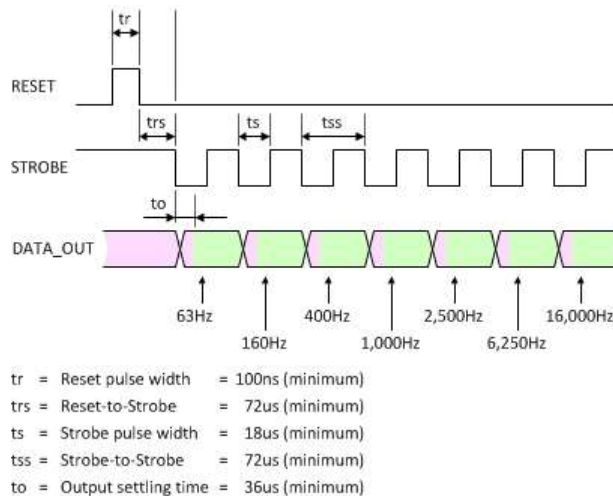 tr
RESET
trs
ts
tss
STROBE
to
DATA_OUT
63Hz
400Hz
2,500Hz
16,000Hz
160Hz
1,000Hz
6,250Hz
tr = Reset pulse width = 100ns (minimum)
trs = Reset-to-Strobe = 72us (minimum)
ts = Strobe pulse width = 18us (minimum)
tss = Strobe-to-Strobe = 72us (minimum)
to = Output settling time = 36us (minimum)